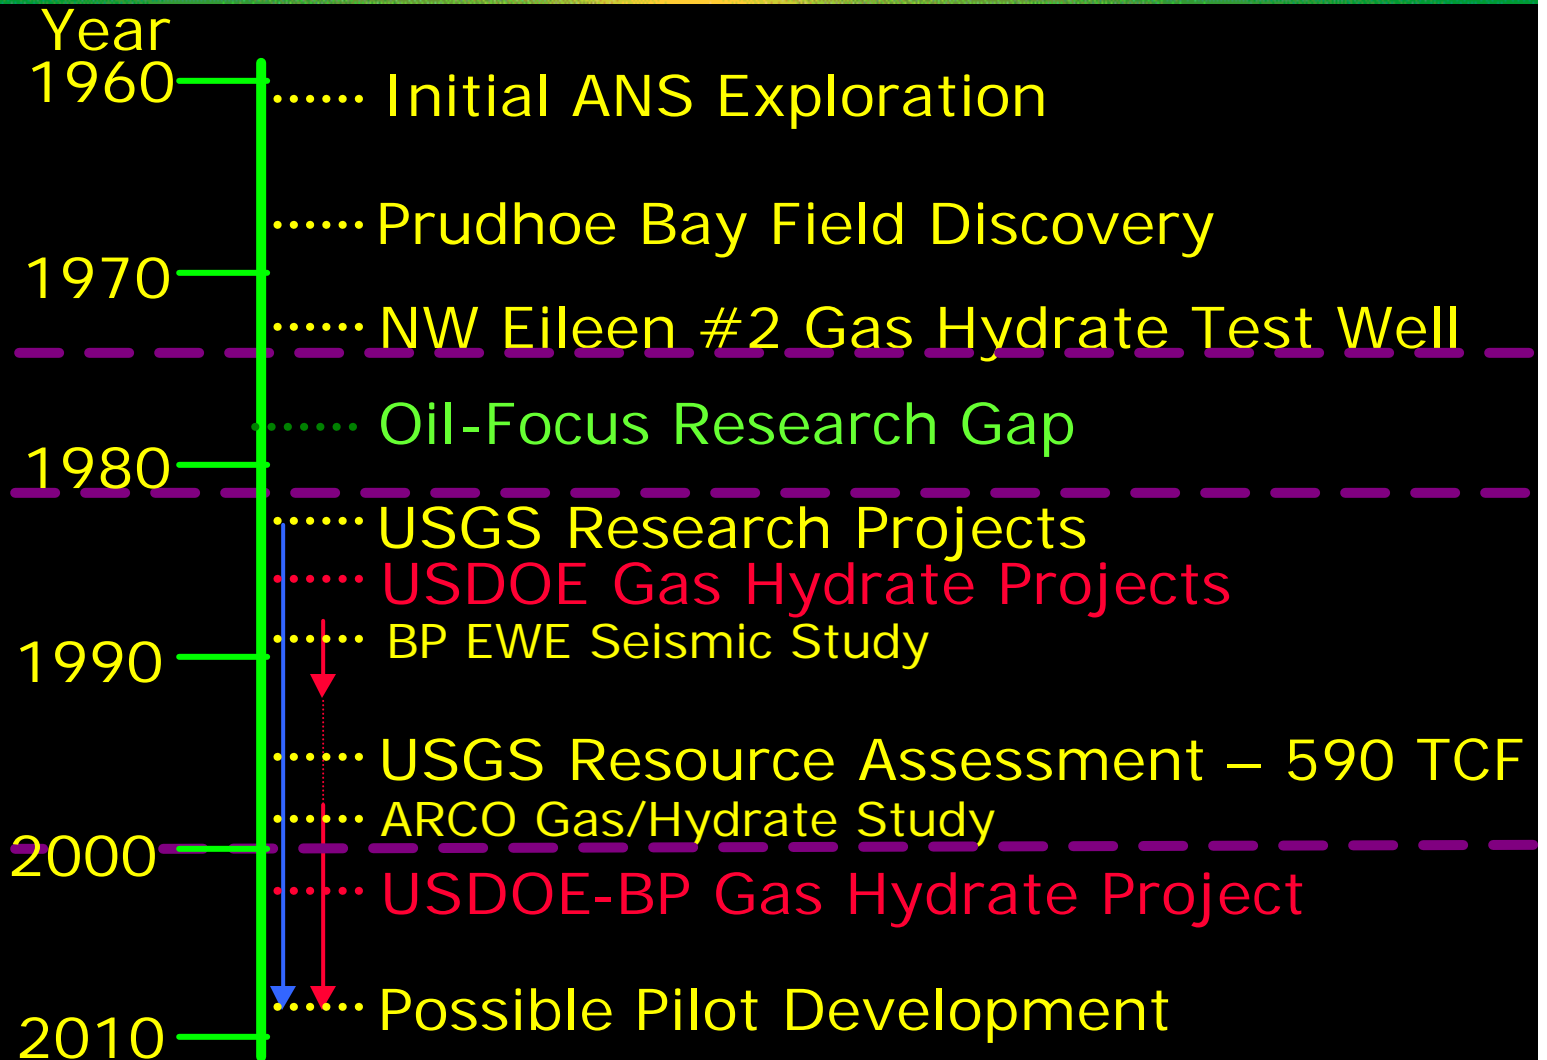 Year
1960
Initial ANS Exploration
Prudhoe Bay Field Discovery
1970
NW Eileen #2 Gas Hydrate Test Well
Oil-Focus Research Gap
1980
USGS Research Projects
USDOE Gas Hydrate Projects
BP EWE Seismic Study
1990
USGS Resource Assessment – 590 TCF
ARCO Gas/Hydrate Study
2000
USDOE-BP Gas Hydrate Project
Possible Pilot Development
2010